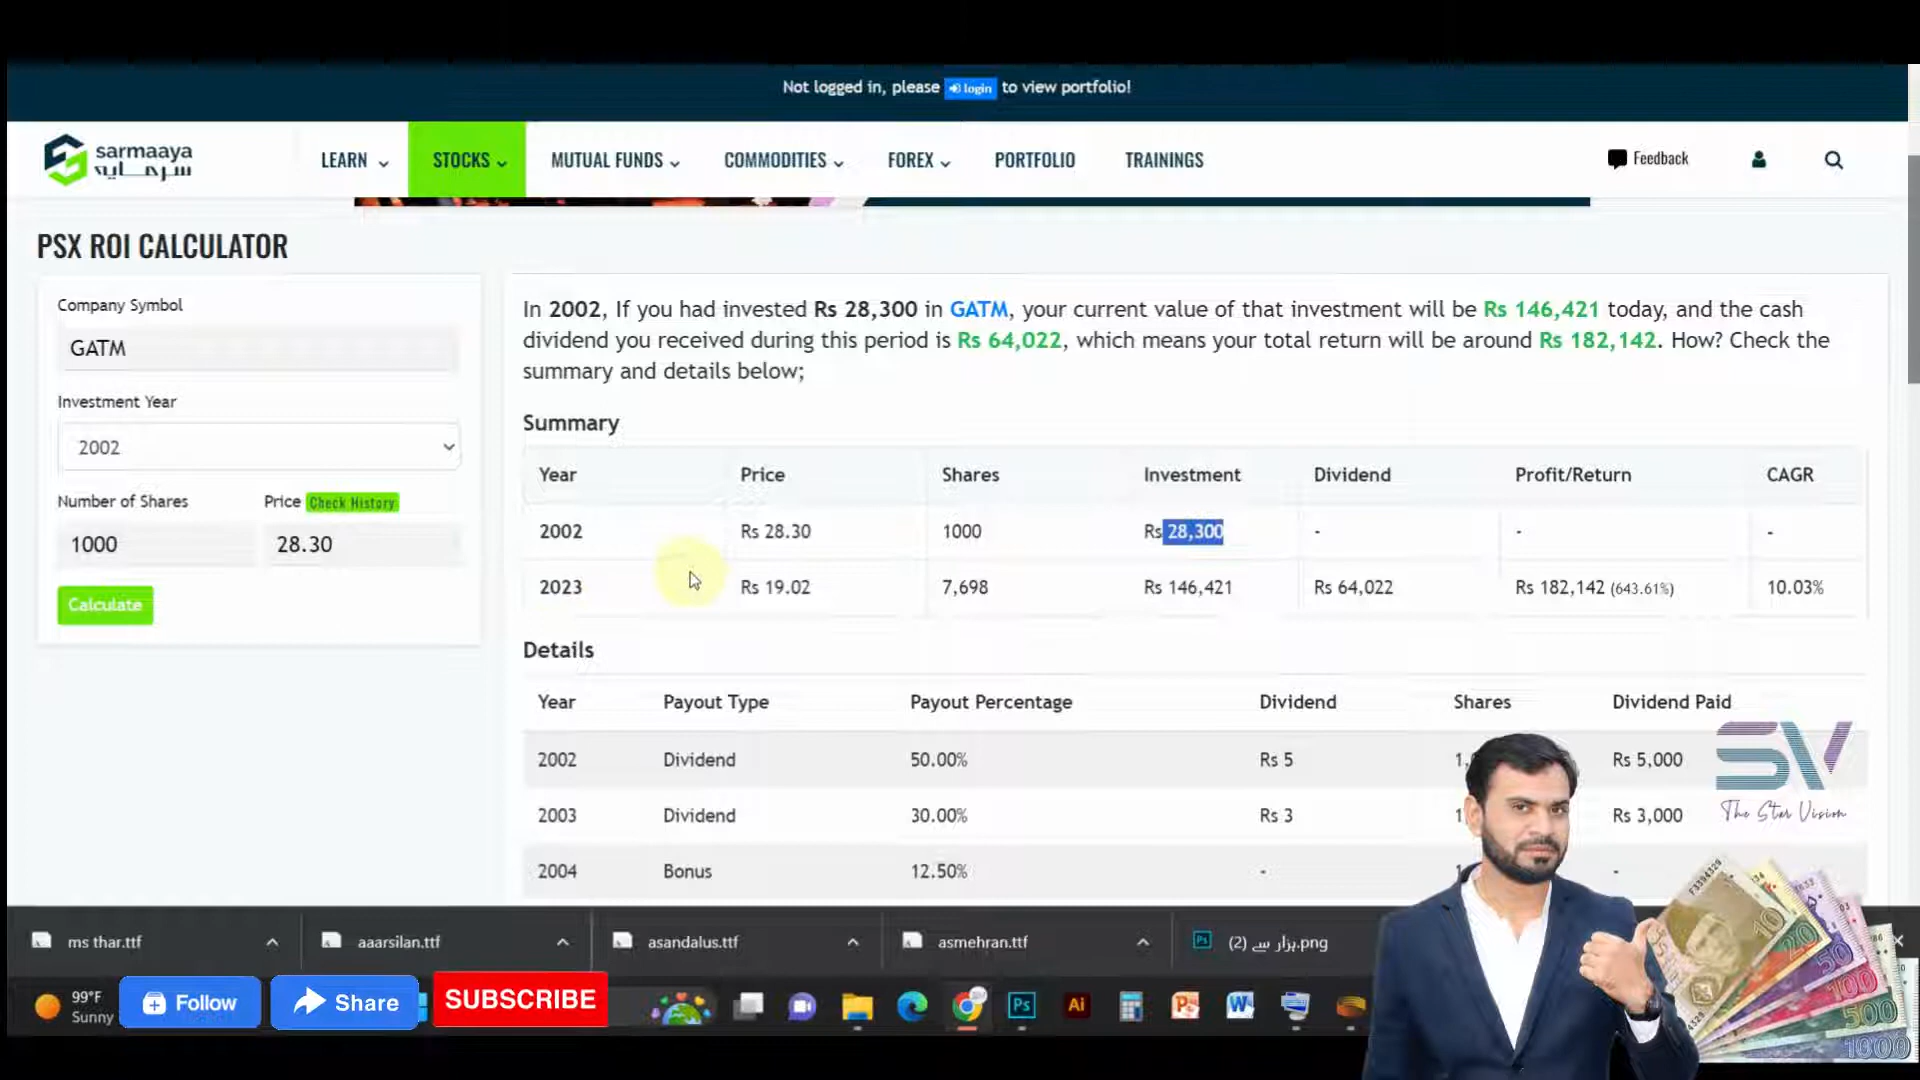 Not logged in, please login to view portfolio!
sarmaaya
سرمایہ
LEARN STOCKS MUTUAL FUNDS COMMODITIES FOREX PORTFOLIO TRAININGS
Feedback
PSX ROI CALCULATOR
Company Symbol
GATM
Investment Year
2002
Number of Shares Price Check History
1000 28.30
Calculate
In 2002, If you had invested Rs 28,300 in GATM, your current value of that investment will be Rs 146,421 today, and the cash
dividend you received during this period is Rs 64,022, which means your total return will be around Rs 182,142. How? Check the
summary and details below;
Summary
Year Price Shares Investment Dividend Profit/Return CAGR
2002 Rs 28.30 1000 Rs 28,300 - - -
2023 Rs 19.02 7,698 Rs 146,421 Rs 64,022 Rs 182,142 (643.61%) 10.03%
Details
Year Payout Type Payout Percentage Dividend Shares Dividend Paid
2002 Dividend 50.00% Rs 5 Rs 5,000
2003 Dividend 30.00% Rs 3 Rs 3,000
2004 Bonus 12.50% - -
SV
The Star Vision
ms thar.ttf aaarsilan.ttf asandalus.ttf asmehran.ttf
99°F
Sunny
Follow Share SUBSCRIBE
Ps Ai
10 20 50 100 500 1000